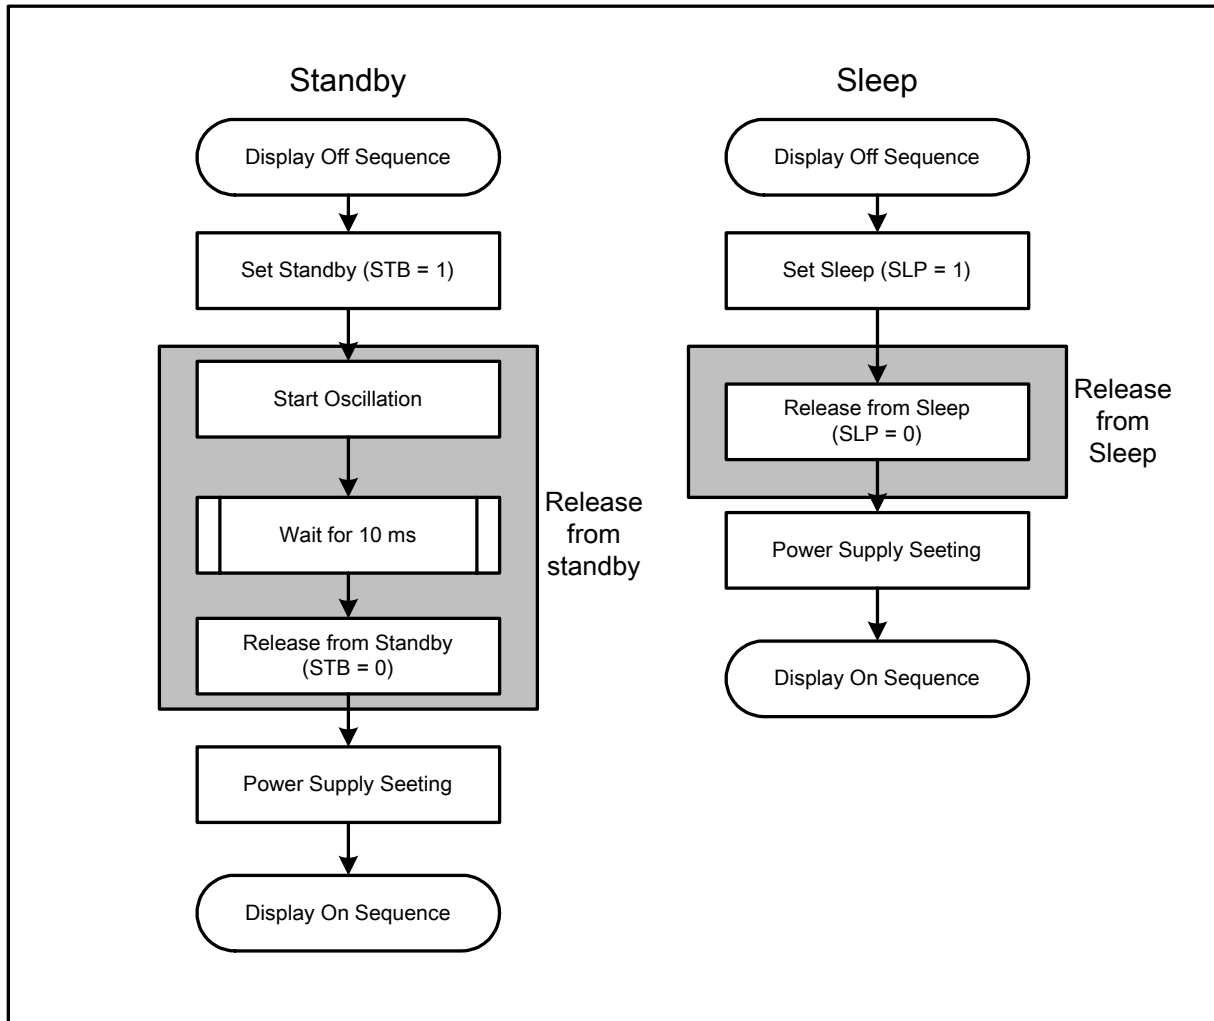 Standby
Display Off Sequence
Set Standby (STB = 1)
Start Oscillation
Wait for 10 ms
Release from Standby
(STB = 0)
Release
from
standby
Power Supply Seeting
Display On Sequence
Sleep
Display Off Sequence
Set Sleep (SLP = 1)
Release from Sleep
(SLP = 0)
Release
from
Sleep
Power Supply Seeting
Display On Sequence